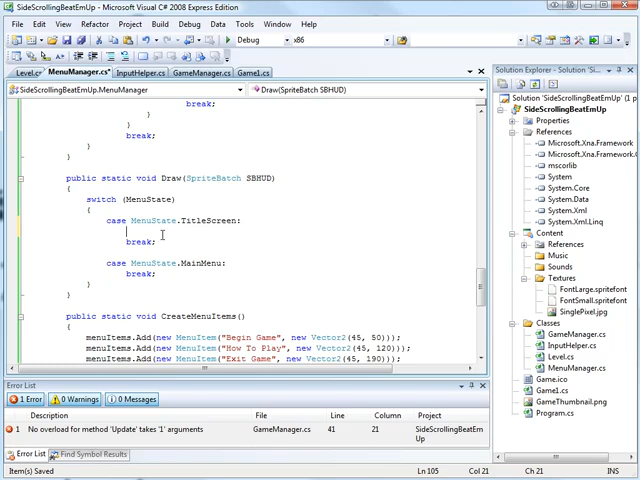 SideScrollingBeatEmUp - Microsoft Visual C# 2008 Express Edition
File Edit View Refactor Project Build Debug Data Tools Window Help
Debug x86
Level.cs MenuManager.cs* InputHelper.cs GameManager.cs Game1.cs
SideScrollingBeatEmUp.MenuManager Draw(SpriteBatch SBHUD)
break;
}
}
break;
}
}
public static void Draw(SpriteBatch SBHUD)
{
switch (MenuState)
{
case MenuState.TitleScreen:
break;
case MenuState.MainMenu:
break;
}
}
public static void CreateMenuItems()
{
menuItems.Add(new MenuItem("Begin Game", new Vector2(45, 50)));
menuItems.Add(new MenuItem("How To Play", new Vector2(45, 120)));
menuItems.Add(new MenuItem("Exit Game", new Vector2(45, 190)));
Error List
1 Error 0 Warnings 0 Messages
Description File Line Column Project
1 No overload for method 'Update' takes '1' arguments GameManager.cs 41 21 SideScrollingBeatEm
Up
Error List Find Symbol Results
Item(s) Saved Ln 105 Col 21 Ch 21 INS
Solution Explorer - Solution 'SideScrollingBeatEmUp'...
Solution 'SideScrollingBeatEmUp' (
SideScrollingBeatEmUp
Properties
References
Microsoft.Xna.Framework
Microsoft.Xna.Framework.
mscorlib
System
System.Core
System.Data
System.Xml
System.Xml.Linq
Content
References
Music
Sounds
Textures
FontLarge.spritefont
FontSmall.spritefont
SinglePixel.jpg
Classes
GameManager.cs
InputHelper.cs
Level.cs
MenuManager.cs
Game.ico
Game1.cs
GameThumbnail.png
Program.cs